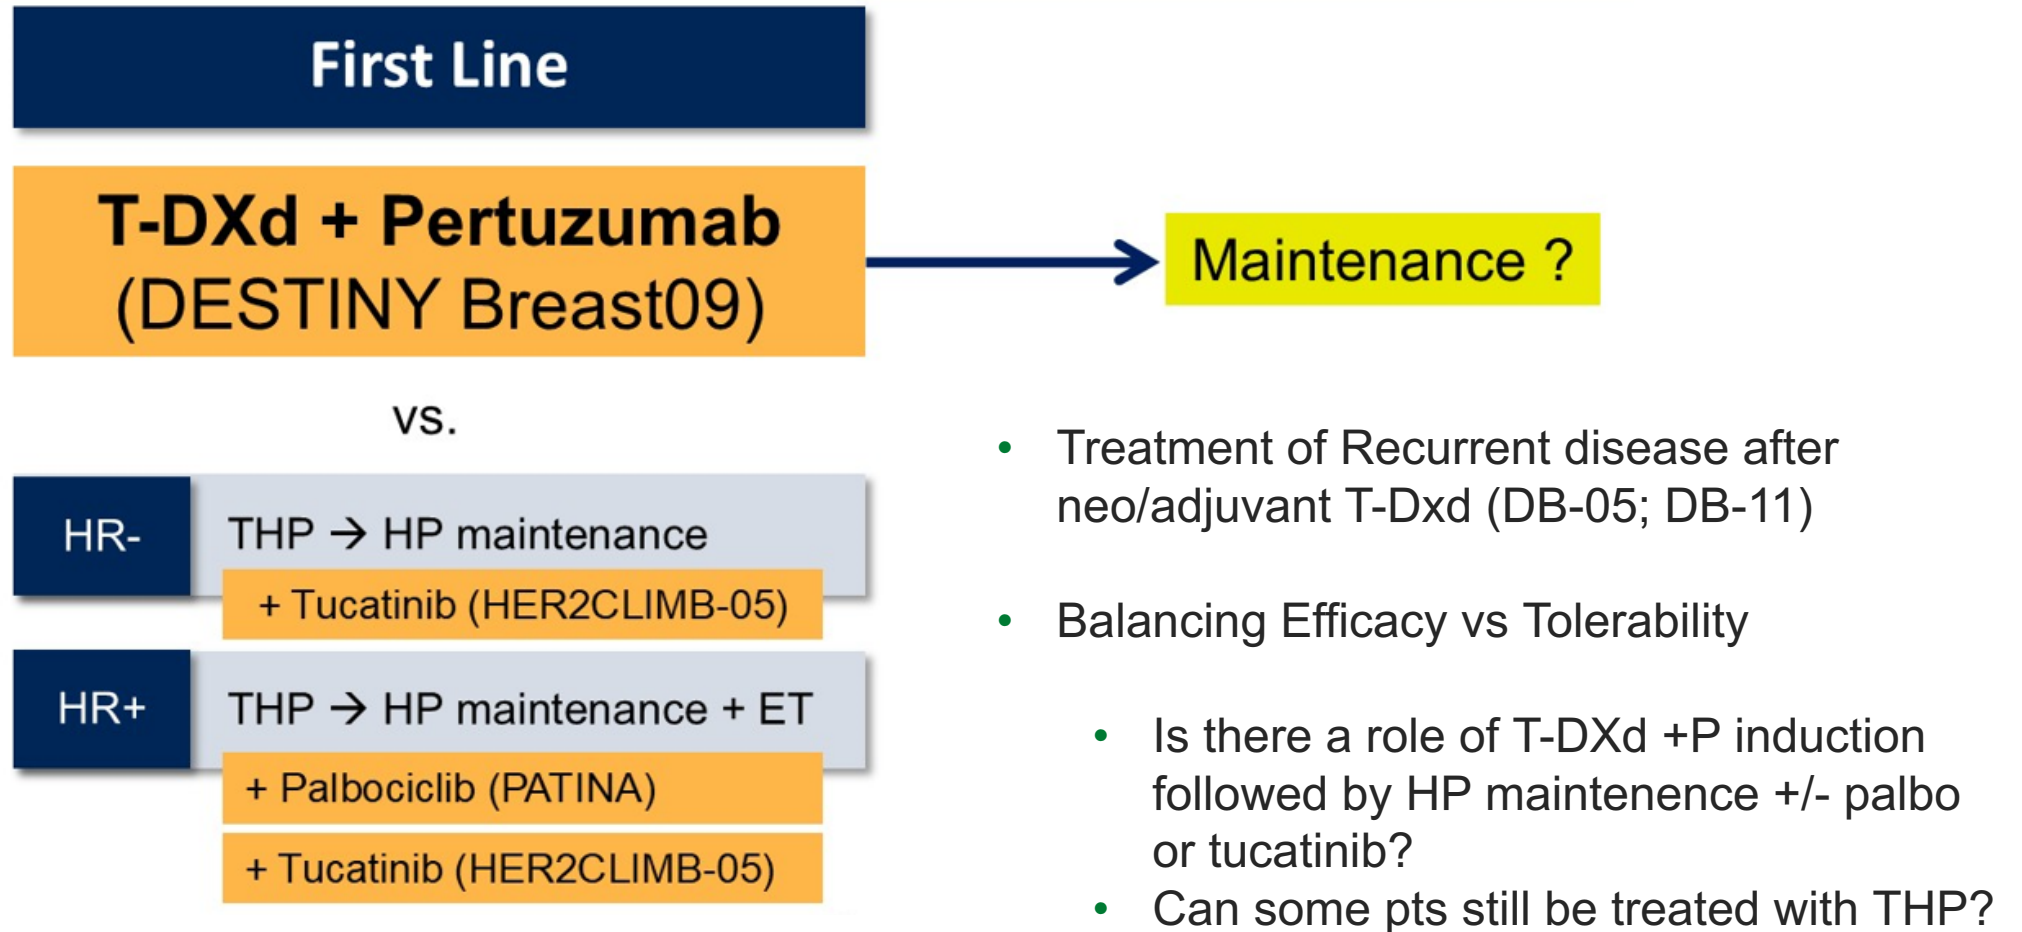 First Line
T-DXd + Pertuzumab
(DESTINY Breast09)
Maintenance ?
vs.
HR-
THP → HP maintenance
+ Tucatinib (HER2CLIMB-05)
HR+
THP → HP maintenance + ET
+ Palbociclib (PATINA)
+ Tucatinib (HER2CLIMB-05)
• Treatment of Recurrent disease after
neo/adjuvant T-Dxd (DB-05; DB-11)
• Balancing Efficacy vs Tolerability
• Is there a role of T-DXd +P induction
followed by HP maintenence +/- palbo
or tucatinib?
• Can some pts still be treated with THP?